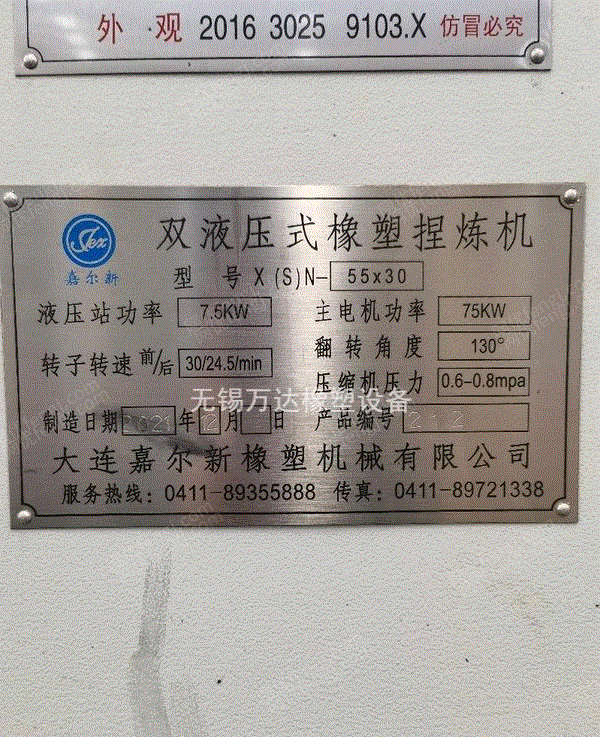 外 ·观 2016 3025 9103.X 仿冒必究
Jex
嘉尔新
双液压式橡塑捏炼机
型 号 X(S)N- 55x30
液压站功率 7.5KW 主电机功率 75KW
转子转速 前/后 30/24.5/min 翻转角度 130°
压缩机压力 0.6-0.8mpa
制造日期 2021 年 2 月 日 产品编号 212
无锡万达橡塑设备
大连嘉尔新橡塑机械有限公司
服务热线: 0411-89355888 传真: 0411-89721338